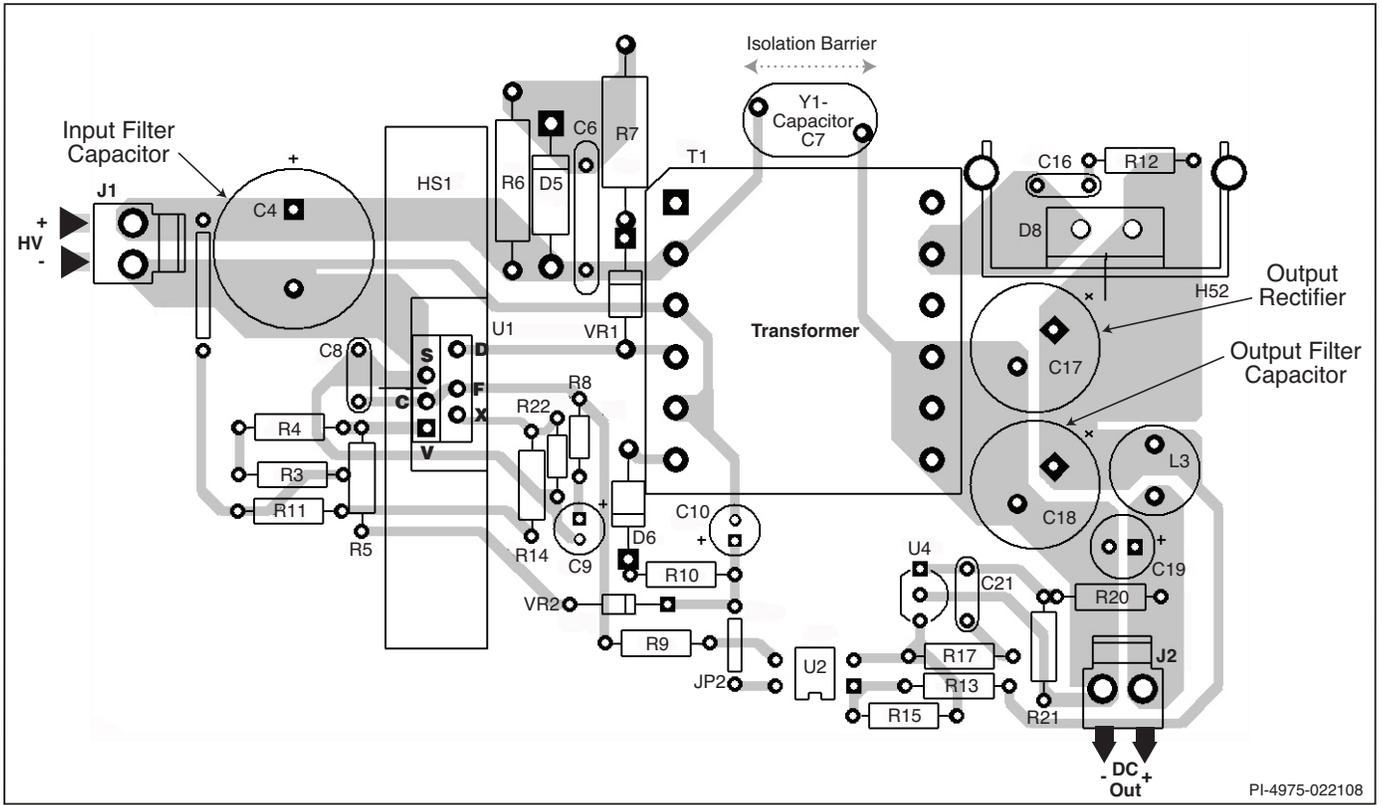 Isolation Barrier
Y1-
Capacitor
C7
Input Filter
Capacitor
J1
+
HV
-
+
C4
HS1
R6
D5
C6
R7
T1
C16
R12
D8
H52
Output
Rectifier
Output Filter
Capacitor
Transformer
VR1
U1
C8
S
D
C
F
X
V
R8
R22
R4
R3
R11
R5
R14
+
C9
D6
C10
+
R10
VR2
R9
JP2
U2
U4
C21
R17
R13
R15
R21
R20
×
C17
×
C18
L3
+
C19
J2
- DC +
Out
PI-4975-022108